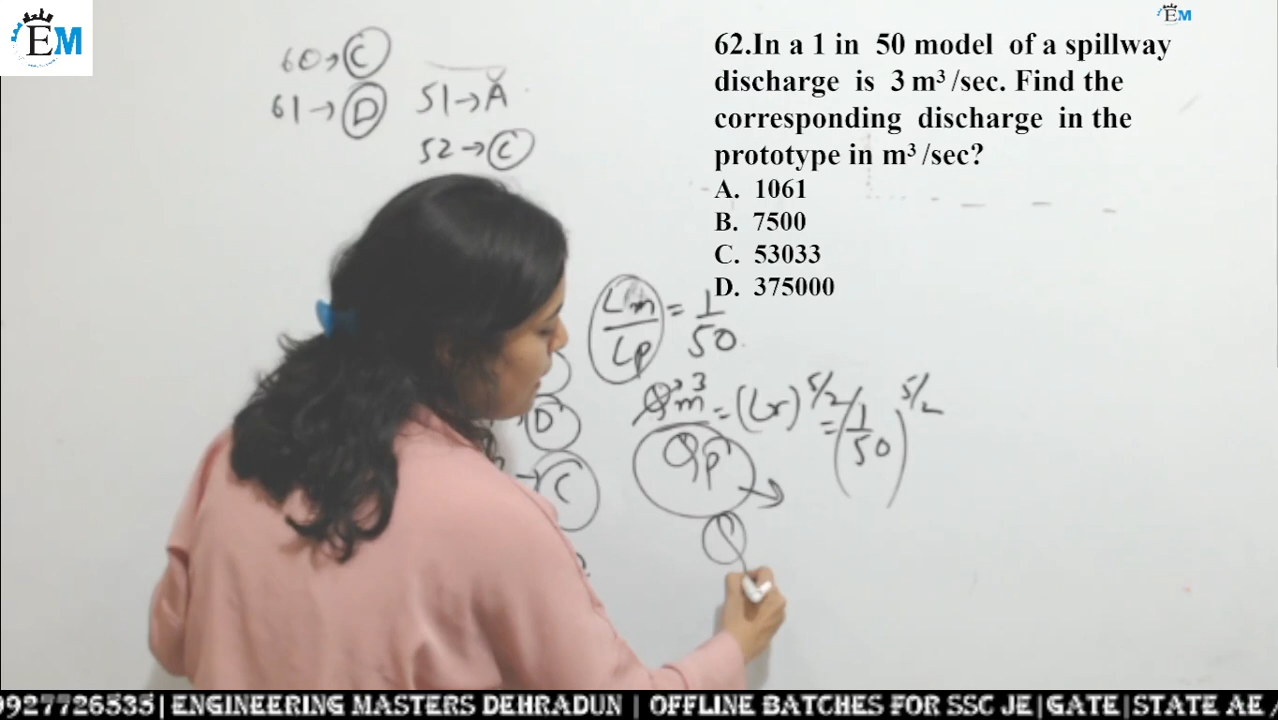 EM
EM
62.In a 1 in 50 model of a spillway
discharge is 3 m³ /sec. Find the
corresponding discharge in the
prototype in m³ /sec?
A. 1061
B. 7500
C. 53033
D. 375000
60→ C
61→ D
51→A
52→C
Lm/Lp = 1/50
Qm 3/Qp = (Lr)^5/2 = (1/50)^5/2
D
→C
9927726535| ENGINEERING MASTERS DEHRADUN | OFFLINE BATCHES FOR SSC JE|GATE|STATE AE